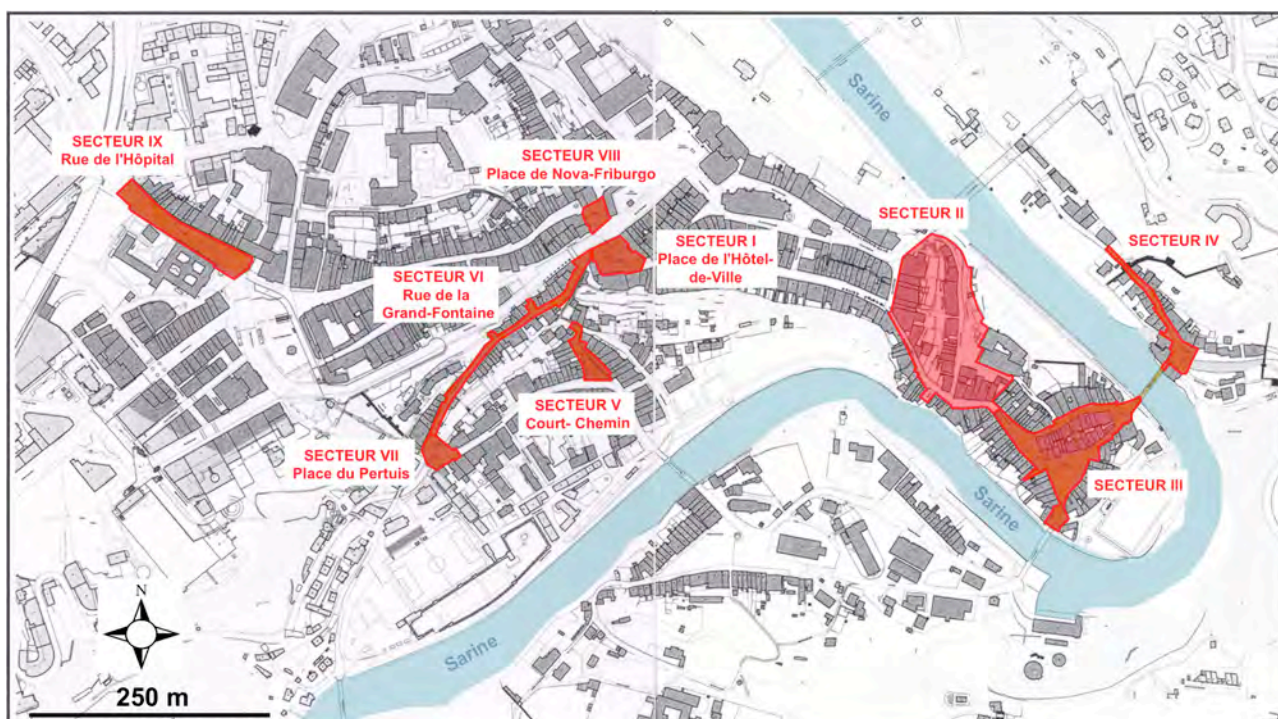 Sarine
SECTEUR IX
Rue de l'Hôpital
SECTEUR VIII
Place de Nova-Friburgo
SECTEUR II
SECTEUR I
Place de l'Hôtel-
de-Ville
SECTEUR IV
SECTEUR VI
Rue de la
Grand-Fontaine
SECTEUR V
Court- Chemin
SECTEUR VII
Place du Pertuis
SECTEUR III
Sarine
Sarine
N
250 m